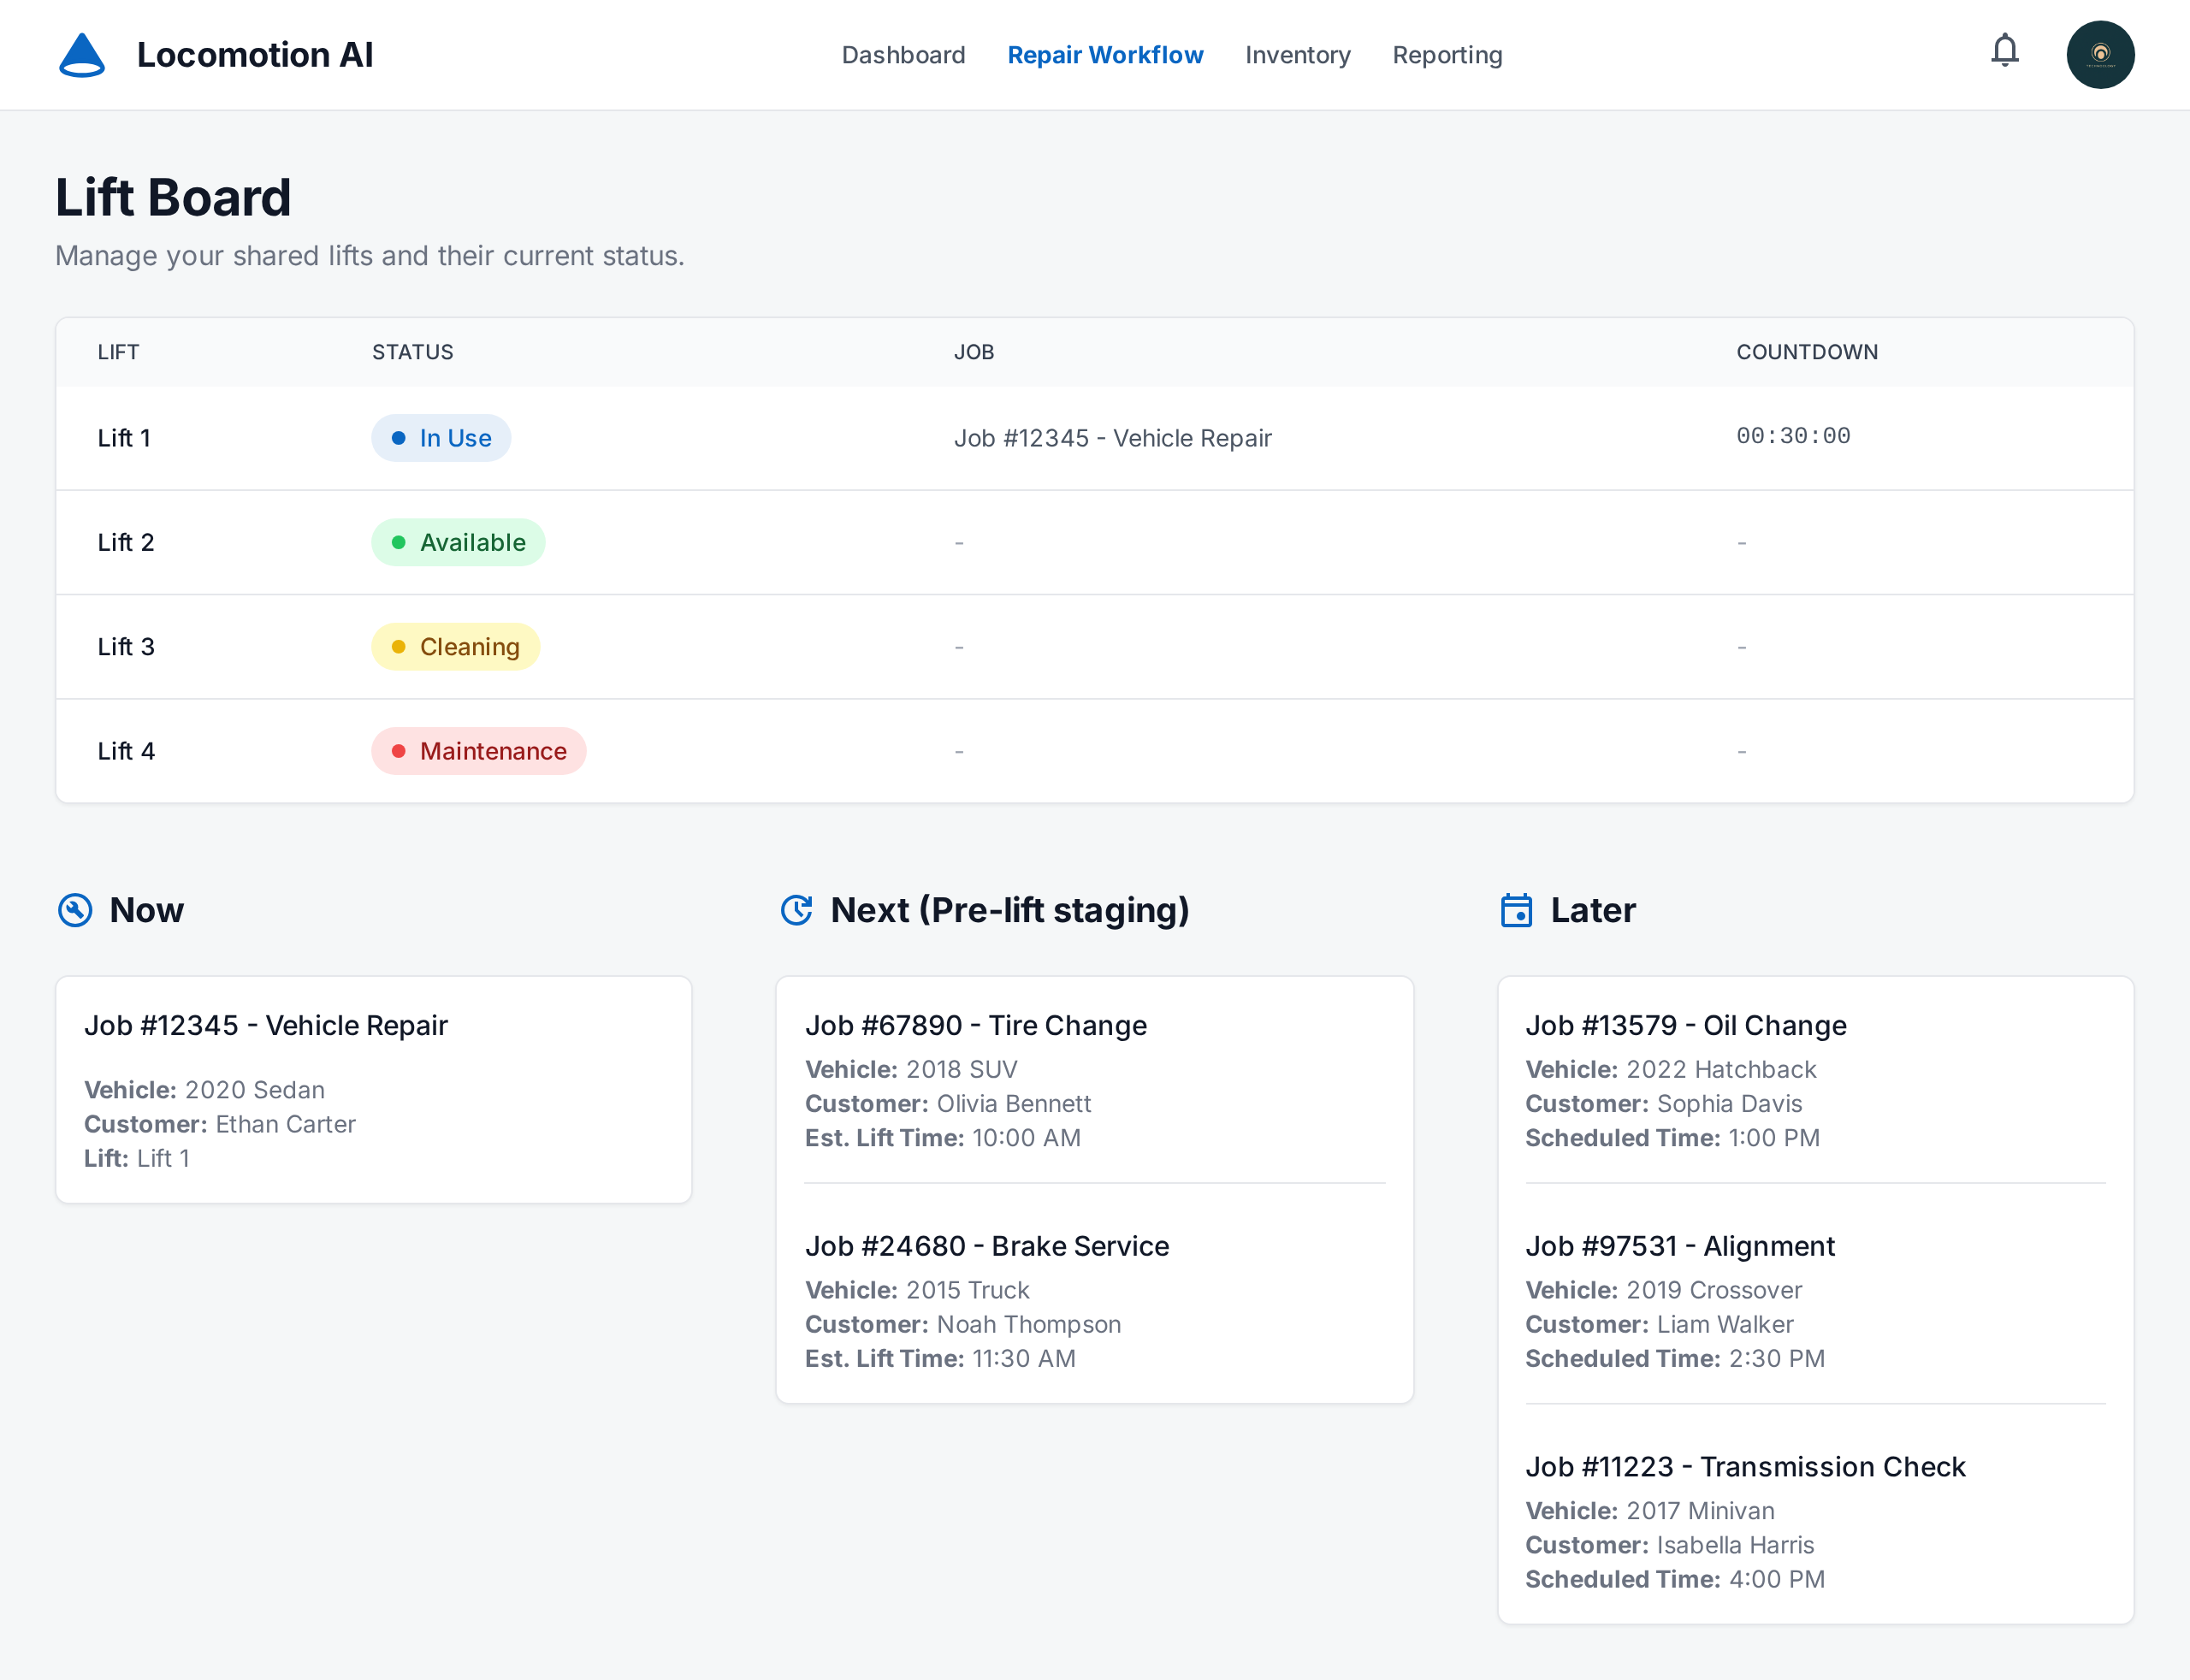 Locomotion AI
Dashboard
Repair Workflow
Inventory
Reporting
Lift Board
Manage your shared lifts and their current status.
LIFT STATUS JOB COUNTDOWN
Lift 1 In Use Job #12345 - Vehicle Repair 00:30:00
Lift 2 Available - -
Lift 3 Cleaning - -
Lift 4 Maintenance - -
Now
Job #12345 - Vehicle Repair
Vehicle: 2020 Sedan
Customer: Ethan Carter
Lift: Lift 1
Next (Pre-lift staging)
Job #67890 - Tire Change
Vehicle: 2018 SUV
Customer: Olivia Bennett
Est. Lift Time: 10:00 AM
Job #24680 - Brake Service
Vehicle: 2015 Truck
Customer: Noah Thompson
Est. Lift Time: 11:30 AM
Later
Job #13579 - Oil Change
Vehicle: 2022 Hatchback
Customer: Sophia Davis
Scheduled Time: 1:00 PM
Job #97531 - Alignment
Vehicle: 2019 Crossover
Customer: Liam Walker
Scheduled Time: 2:30 PM
Job #11223 - Transmission Check
Vehicle: 2017 Minivan
Customer: Isabella Harris
Scheduled Time: 4:00 PM